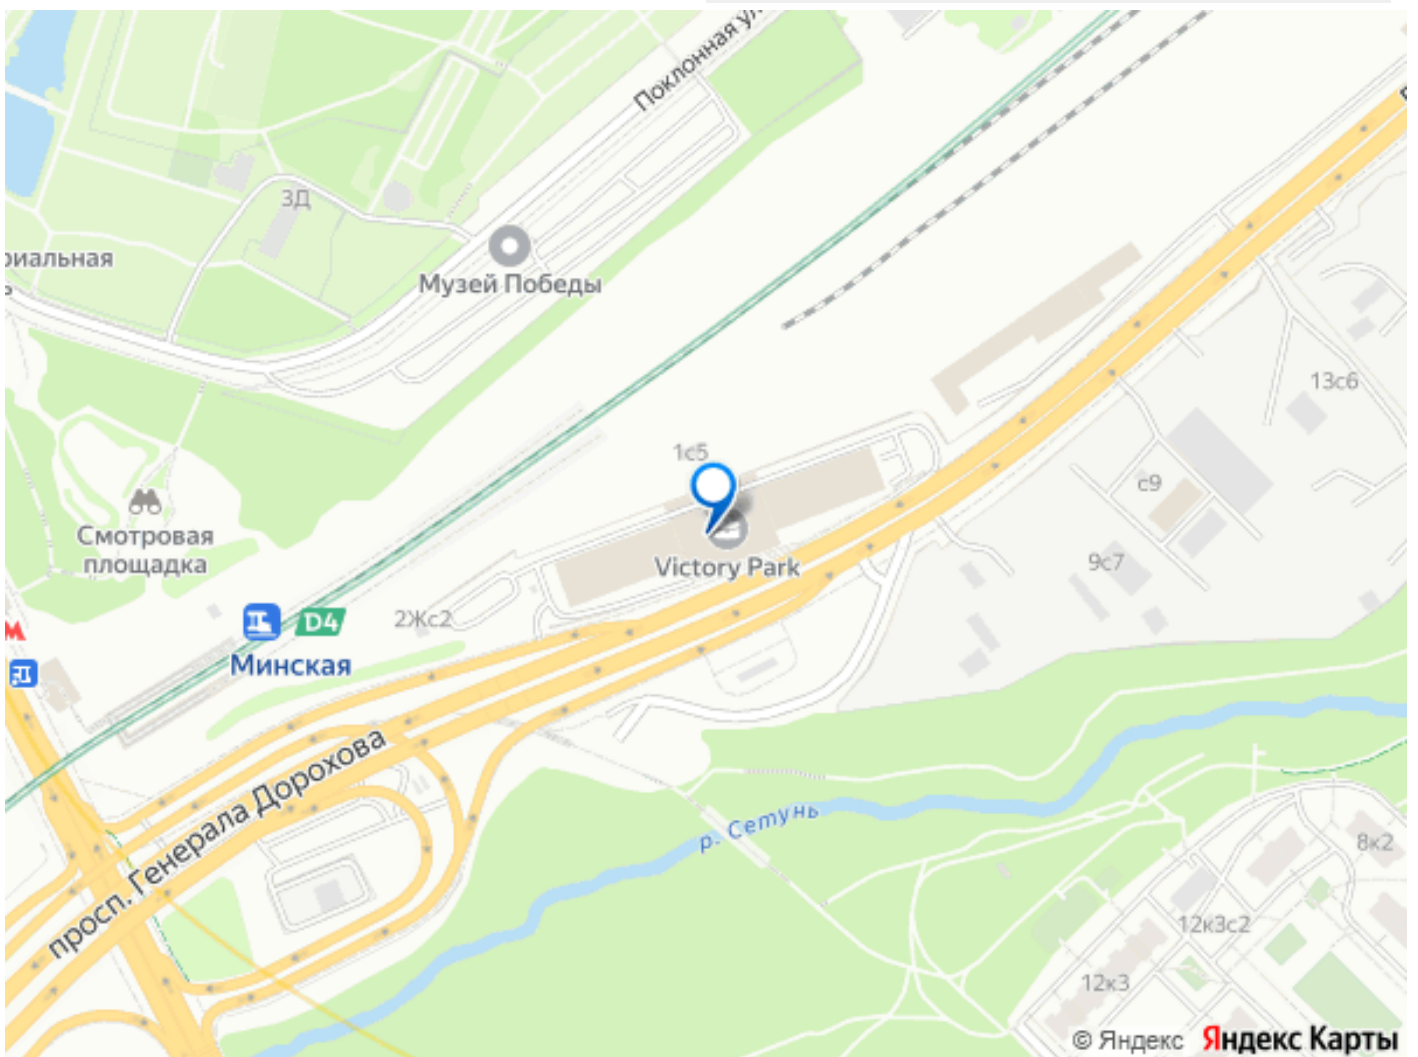 Поклонная ул.
3Д
риальная
Музей Победы
13с6
1с5
с9
Смотровая
площадка
Victory Park
9с7
2Жс2
D4
М
Минская
просп. Генерала Дорохова
р. Сетунь
8к2
12к3с2
12к3
© Яндекс Яндекс Карты